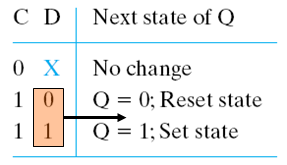 C D Next state of Q
0 X No change
1 0 Q = 0; Reset state
1 1 Q = 1; Set state